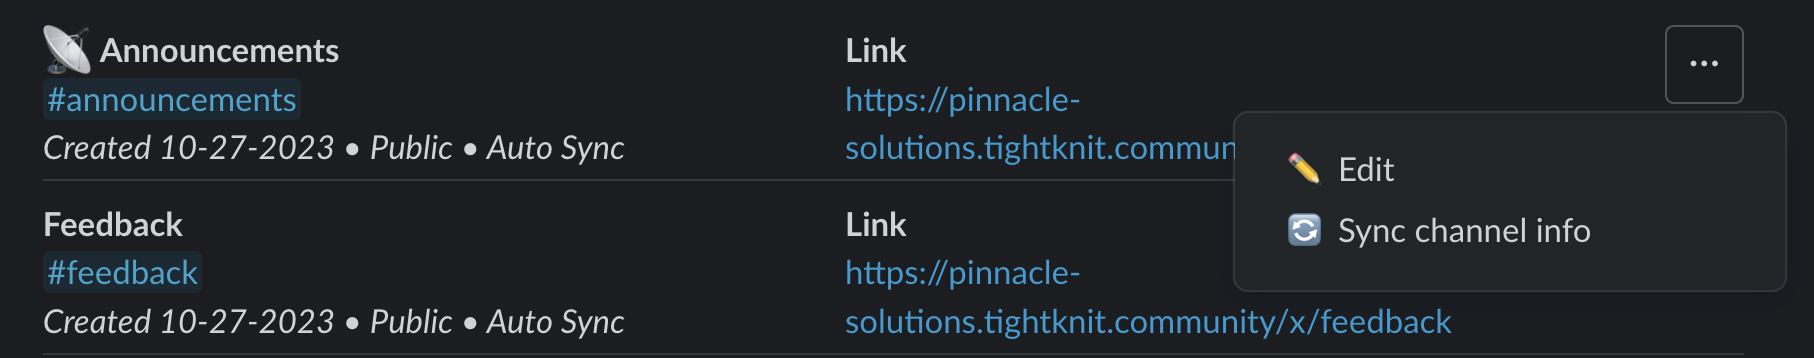 Announcements
#announcements
Created 10-27-2023 • Public • Auto Sync
Link
https://pinnacle-
solutions.tightknit.commun
...
Edit
Sync channel info
Feedback
#feedback
Created 10-27-2023 • Public • Auto Sync
Link
https://pinnacle-
solutions.tightknit.community/x/feedback